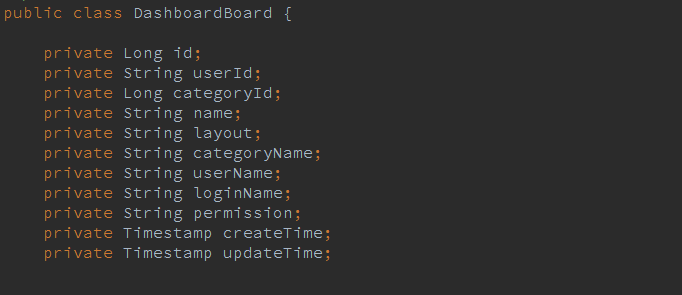 public class DashboardBoard {
private Long id;
private String userId;
private Long categoryId;
private String name;
private String layout;
private String categoryName;
private String userName;
private String loginName;
private String permission;
private Timestamp createTime;
private Timestamp updateTime;